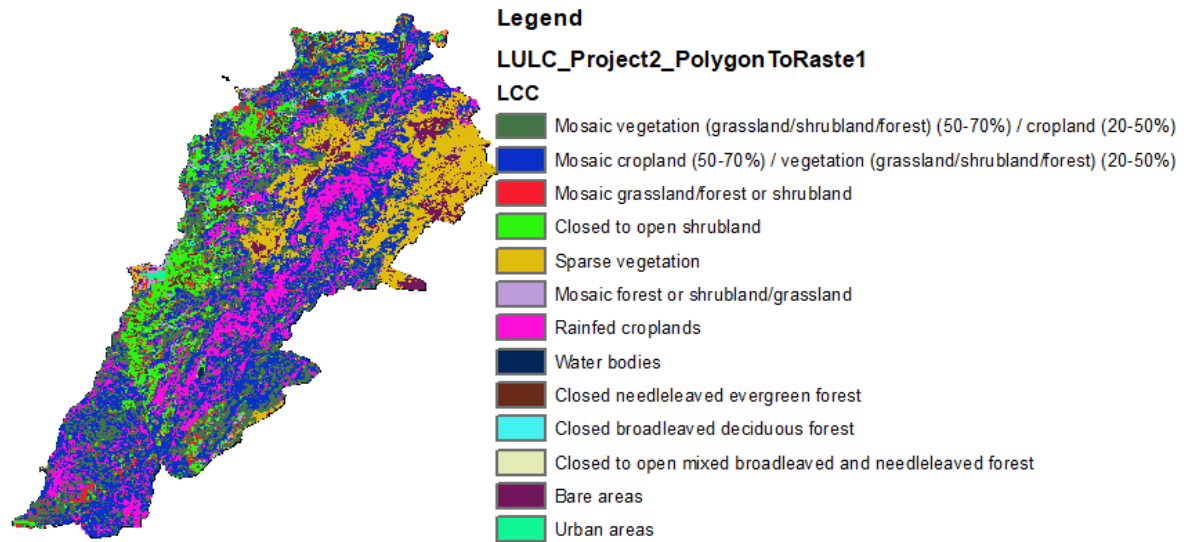 Legend
LULC_Project2_PolygonToRaste1
LCC
Mosaic vegetation (grassland/shrubland/forest) (50-70%) / cropland (20-50%)
Mosaic cropland (50-70%) / vegetation (grassland/shrubland/forest) (20-50%)
Mosaic grassland/forest or shrubland
Closed to open shrubland
Sparse vegetation
Mosaic forest or shrubland/grassland
Rainfed croplands
Water bodies
Closed needleleaved evergreen forest
Closed broadleaved deciduous forest
Closed to open mixed broadleaved and needleleaved forest
Bare areas
Urban areas